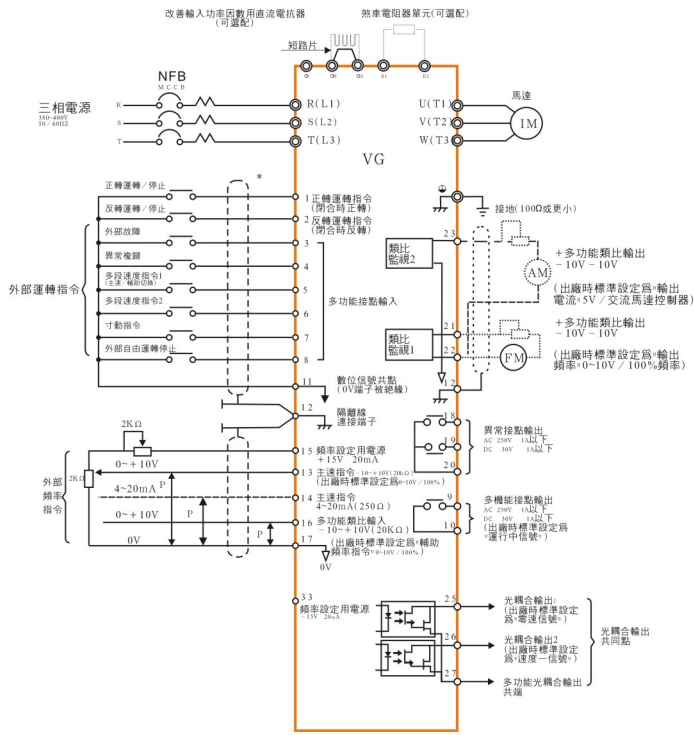 改善輸入功率因數用直流電抗器
(可選配)
煞車電阻器單元(可選配)
短路片
⊕ ⊕1 ⊕2 B1 B2
NFB
MCCB
三相電源
380~400V
50/60HZ
R
S
T
R(L1)
S(L2)
T(L3)
U(T1)
V(T2)
W(T3
馬達
IM
VG
正轉運轉/停止
反轉運轉/停止
外部故障
異常複歸
多段速度指令1
(主速/輔助切換)
多段速度指令2
寸動指令
外部自由運轉停止
外部運轉指令
*
1 正轉運轉指令
(閉合時正轉)
2 反轉運轉指令
(閉合時反轉)
3
4
5
6
7
8
多功能接點輸入
11 數位信號共點
(0V端子被絕緣)
12 隔離線
連接端子
接地(100Ω或更小)
23
類比
監視2
AM
+多功能類比輸出
-10V-10V
(出廠時標準設定爲"輸出
電流"5V/交流馬達控制器)
21
類比
監視1
22
FM
+多功能類比輸出
-10V-10V
(出廠時標準設定爲"輸出
頻率"0~10V/100%頻率)
12
18
19
20
異常接點輸出
AC 250V 1A以下
DC 30V 1A以下
9
10
多機能接點輸出
AC 250V 1A以下
DC 30V 1A以下
(出廠時標準設定爲
"運行中信號")
外部
頻率
指令
2KΩ
2KΩ
0~+10V
4~20mA
0~+10V
0V
P
P
P
15 頻率設定用電源
+15V 20mA
13 主速指令-10~+10V(20kΩ)
(出廠時標準設定爲0~10V/100%)
14 主速指令
4~20mA(250Ω)
16 多功能類比輸入
-10~+10V(20KΩ)
17 (出廠時標準設定爲"輔助
頻率指令"0~10V/100%)
0V
33
頻率設定用電源
-15V 20mA
25 光耦合輸出1
(出廠時標準設定
爲"零速信號")
26 光耦合輸出2
(出廠時標準設定
爲"速度一信號")
27 多功能光耦合輸出
共端
光耦合輸出
共同點